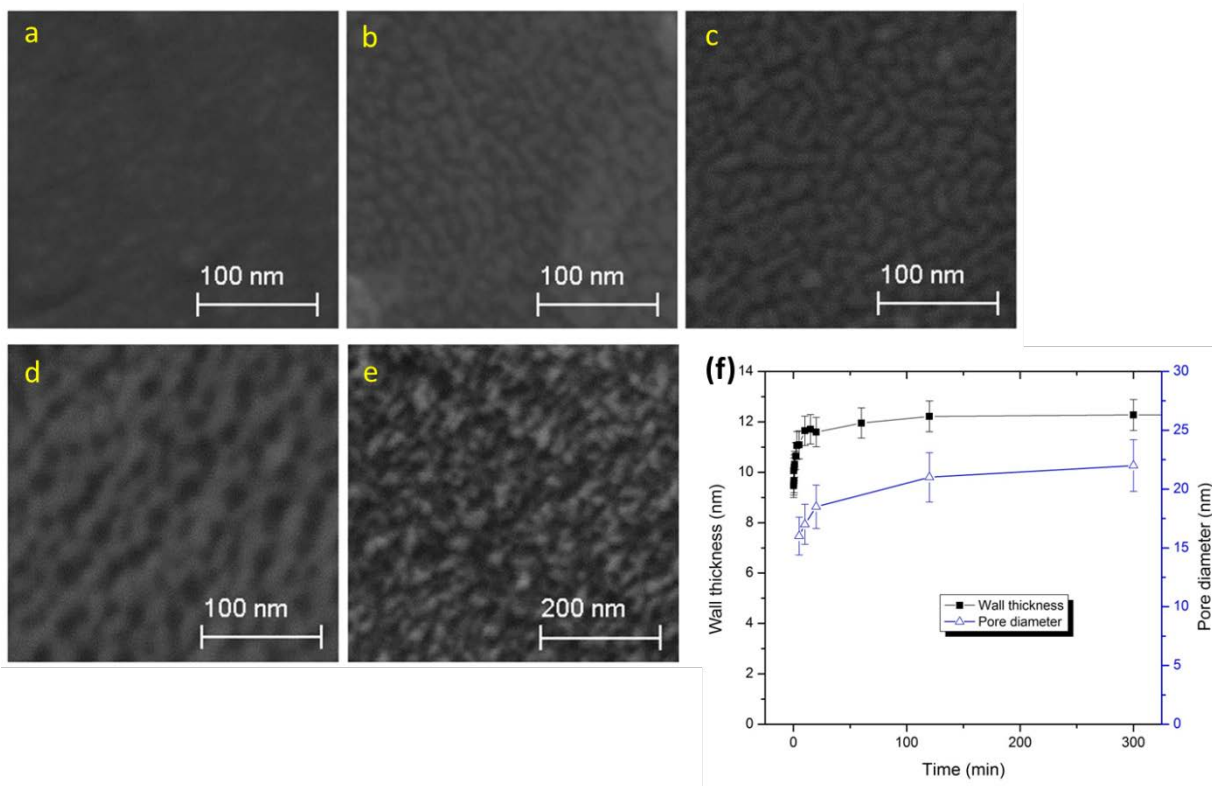 a
100 nm
b
100 nm
c
100 nm
d
100 nm
e
200 nm
(f)
14
12
10
8
6
4
2
0
Wall thickness (nm)
30
25
20
15
10
5
0
Pore diameter (nm)
Wall thickness
Pore diameter
0
100
200
300
Time (min)